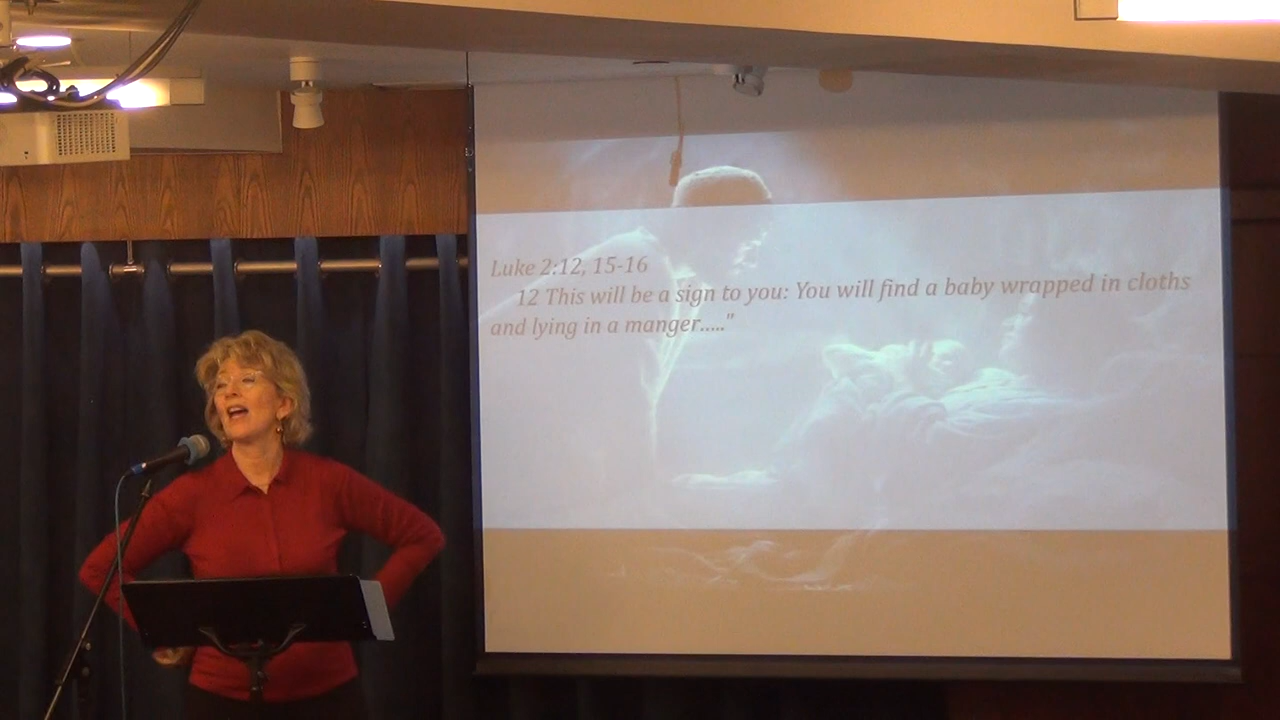 Luke 2:12, 15-16
12 This will be a sign to you: You will find a baby wrapped in cloths
and lying in a manger....."